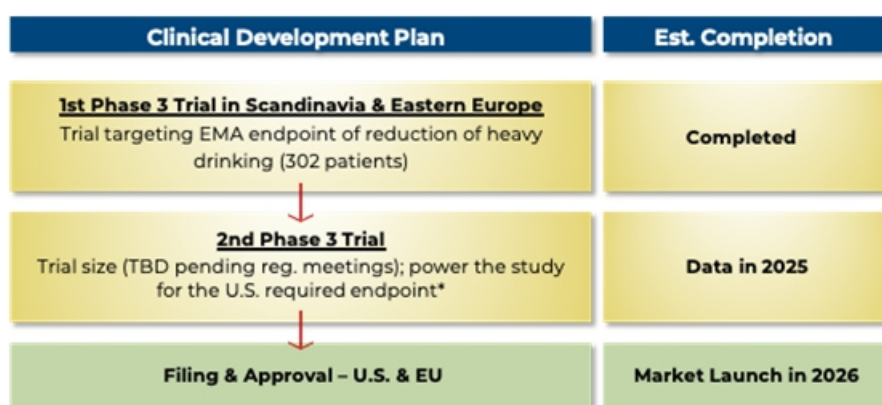 Clinical Development Plan
Est. Completion
1st Phase 3 Trial in Scandinavia & Eastern Europe
Trial targeting EMA endpoint of reduction of heavy
drinking (302 patients)
Completed
2nd Phase 3 Trial
Trial size (TBD pending reg. meetings); power the study
for the U.S. required endpoint*
Data in 2025
Filing & Approval – U.S. & EU
Market Launch in 2026